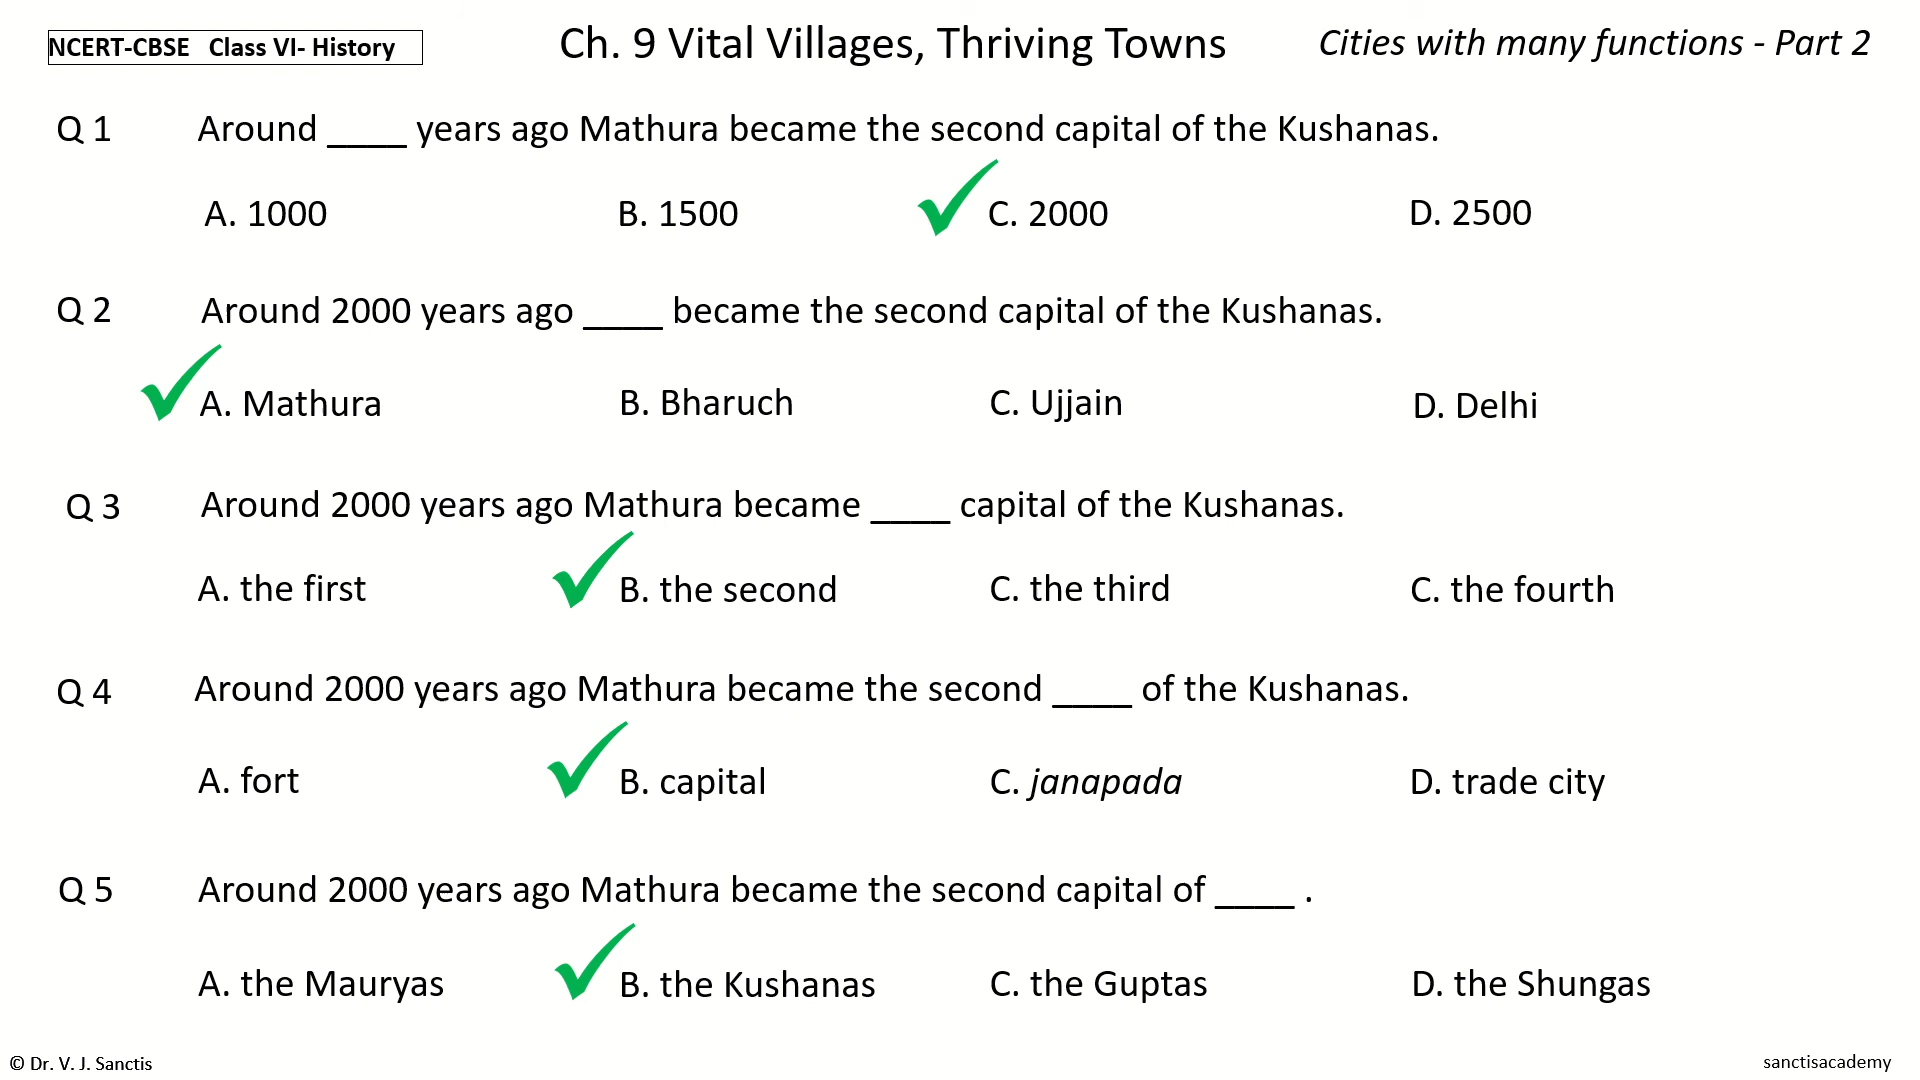 NCERT-CBSE Class VI- History
Ch. 9 Vital Villages, Thriving Towns
Cities with many functions - Part 2
Q 1 Around ____ years ago Mathura became the second capital of the Kushanas.
A. 1000 B. 1500 C. 2000 D. 2500
Q 2 Around 2000 years ago ____ became the second capital of the Kushanas.
A. Mathura B. Bharuch C. Ujjain D. Delhi
Q 3 Around 2000 years ago Mathura became ____ capital of the Kushanas.
A. the first B. the second C. the third C. the fourth
Q 4 Around 2000 years ago Mathura became the second ____ of the Kushanas.
A. fort B. capital C. janapada D. trade city
Q 5 Around 2000 years ago Mathura became the second capital of ____ .
A. the Mauryas B. the Kushanas C. the Guptas D. the Shungas
© Dr. V. J. Sanctis
sanctisacademy